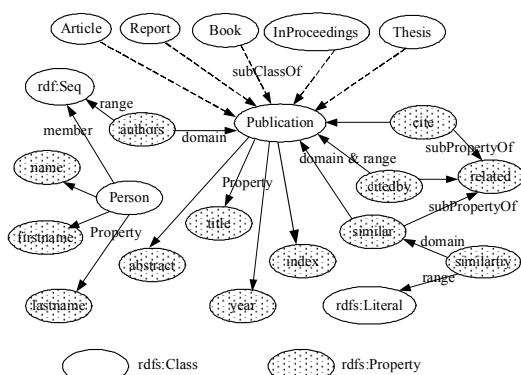 Article
Report
Book
InProceedings
Thesis
subClassOf
rdf:Seq
range
authors
domain
Publication
cite
member
domain & range
subPropertyOf
name
Person
Property
citedby
related
firstname
Property
title
similar
subPropertyOf
abstract
index
domain
similartiy
lastname
year
range
rdfs:Literal
rdfs:Class
rdfs:Property